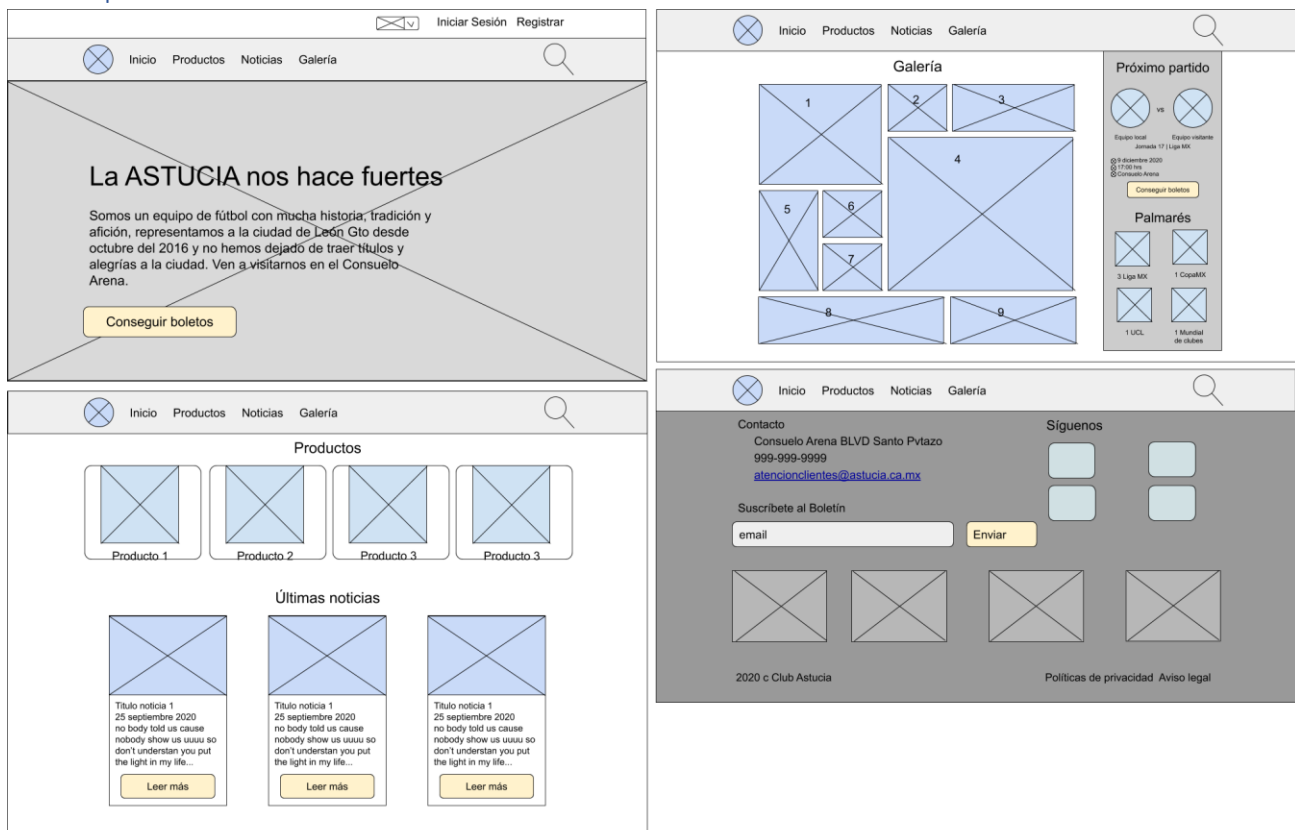 Iniciar Sesión Registrar
Inicio Productos Noticias Galería
La ASTUCIA nos hace fuertes
Somos un equipo de fútbol con mucha historia, tradición y
afición, representamos a la ciudad de León Gto desde
octubre del 2016 y no hemos dejado de traer títulos y
alegrías a la ciudad. Ven a visitarnos en el Consuelo
Arena.
Conseguir boletos
Inicio Productos Noticias Galería
Productos
Producto 1 Producto 2 Producto 3 Producto 3
Últimas noticias
Titulo noticia 1
25 septiembre 2020
no body told us cause
nobody show us uuuu so
don't understan you put
the light in my life...
Leer más
Titulo noticia 1
25 septiembre 2020
no body told us cause
nobody show us uuuu so
don't understan you put
the light in my life...
Leer más
Titulo noticia 1
25 septiembre 2020
no body told us cause
nobody show us uuuu so
don't understan you put
the light in my life...
Leer más
Inicio Productos Noticias Galería
Galería
1
2
3
4
5
6
7
8
9
Próximo partido
vs
Equipo local Equipo visitante
Jornada 17 | Liga MX
9 diciembre 2020
17:00 hrs
Consuelo Arena
Conseguir boletos
Palmarés
3 Liga MX 1 CopaMX
1 UCL
1 Mundial
de clubes
Inicio Productos Noticias Galería
Contacto
Consuelo Arena BLVD Santo Pvtazo
999-999-9999
atencionclientes@astucia.ca.mx
Síguenos
Suscríbete al Boletín
email
Enviar
2020 c Club Astucia
Políticas de privacidad Aviso legal